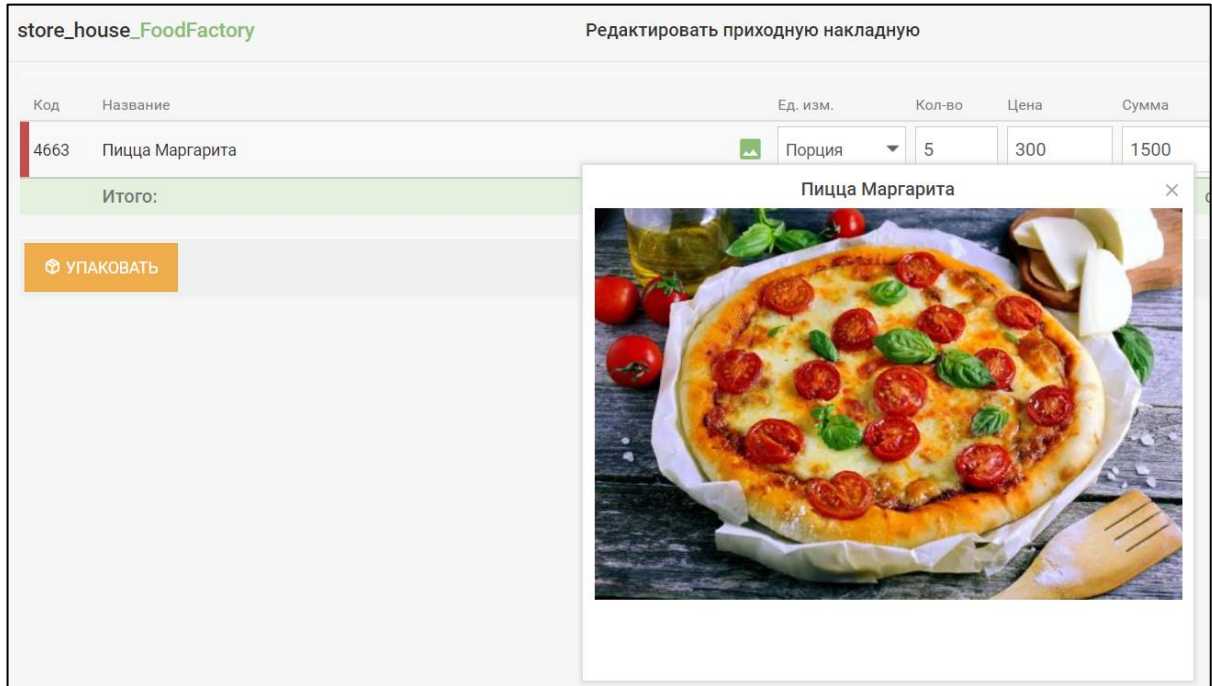 store_house_FoodFactory Редактировать приходную накладную
Код Название Ед. изм. Кол-во Цена Сумма
4663 Пицца Маргарита Порция 5 300 1500
Итого:
Пицца Маргарита
УПАКОВАТЬ